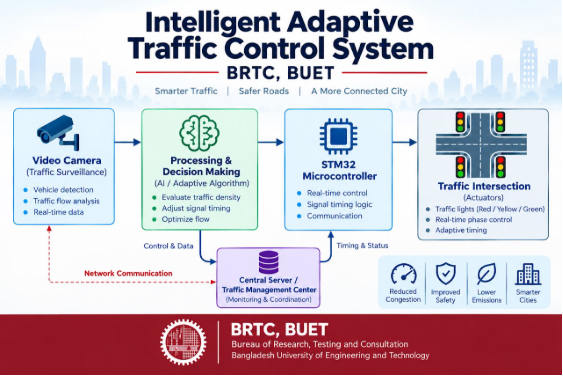 Intelligent Adaptive
Traffic Control System
BRTC, BUET
Smarter Traffic | Safer Roads | A More Connected City
Video Camera
(Traffic Surveillance)
Vehicle detection
Traffic flow analysis
Real-time data
Processing &
Decision Making
(AI / Adaptive Algorithm)
Evaluate traffic density
Adjust signal timing
Optimize flow
STM32
Microcontroller
Real-time control
Signal timing logic
Communication
Traffic Intersection
(Actuators)
Traffic lights (Red / Yellow / Green)
Real-time phase control
Adaptive timing
Control & Data
Timing & Status
Network Communication
Central Server /
Traffic Management Center
(Monitoring & Coordination)
Reduced
Congestion
Improved
Safety
Lower
Emissions
Smarter
Cities
BRTC, BUET
Bureau of Research, Testing and Consultation
Bangladesh University of Engineering and Technology